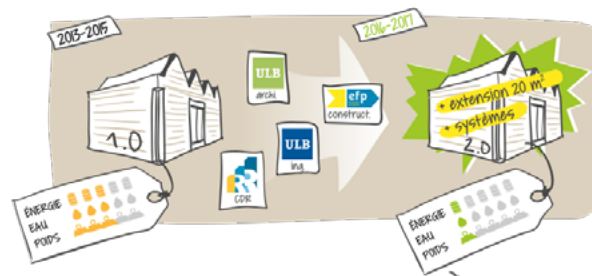 2013-2015
2016-2017
ULB
archi.
efp
construct.
+ extension 20 m²
+ systèmes
1.0
2.0
ULB
ing
CDR
ÉNERGIE
EAU
POIDS
ÉNERGIE
EAU
POIDS